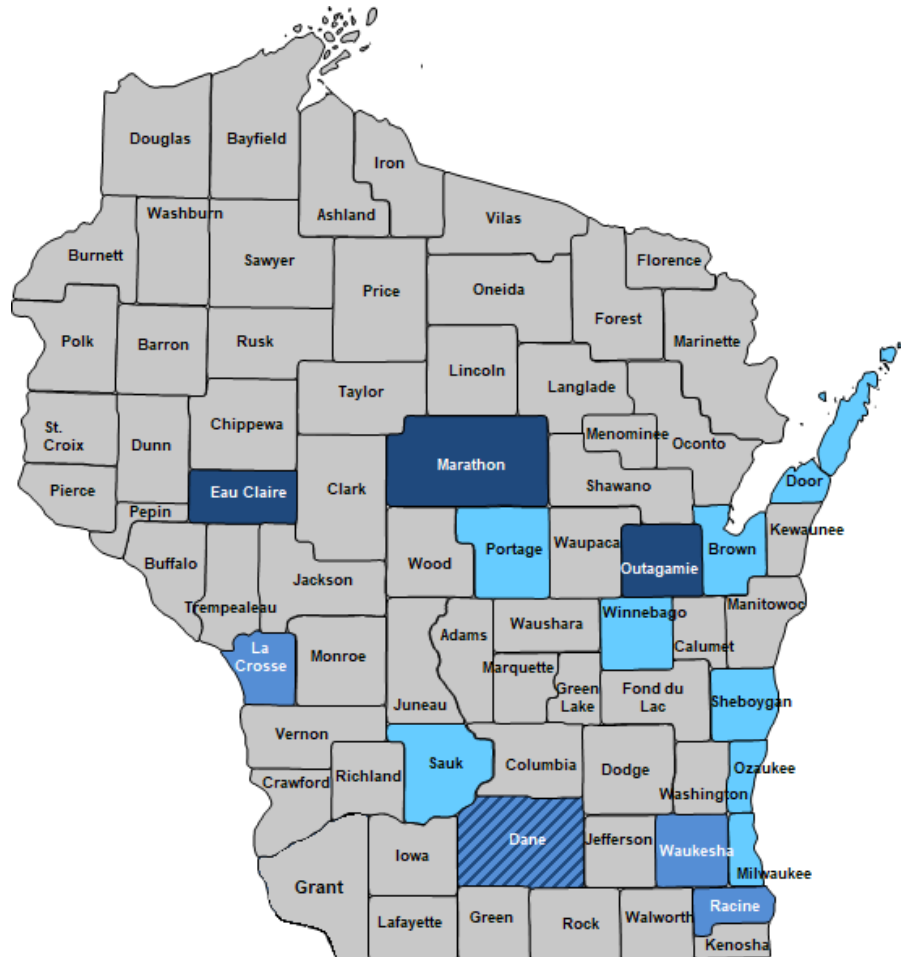 Douglas
Bayfield
Iron
Ashland
Vilas
Washburn
Burnett
Sawyer
Florence
Price
Oneida
Forest
Marinette
Polk
Barron
Rusk
Lincoln
Taylor
Langlade
St.
Croix
Dunn
Chippewa
Menominee
Oconto
Marathon
Clark
Pierce
Eau Claire
Shawano
Door
Pepin
Kewaunee
Buffalo
Wood
Portage
Waupaca
Outagamie
Brown
Jackson
Trempealeau
Winnebago
Manitowoc
Adams
Waushara
Calumet
La
Crosse
Monroe
Marquette
Green
Lake
Fond du
Lac
Sheboygan
Juneau
Vernon
Sauk
Columbia
Dodge
Ozaukee
Crawford
Richland
Washington
Dane
Jefferson
Waukesha
Iowa
Milwaukee
Grant
Racine
Lafayette
Green
Rock
Walworth
Kenosha